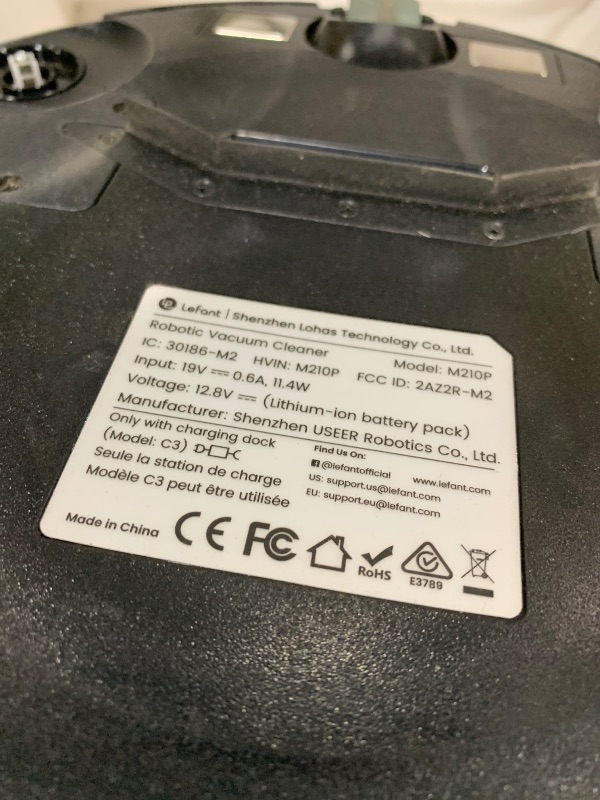 Lefant | Shenzhen Lohas Technology Co., Ltd.
Robotic Vacuum Cleaner Model: M210P
IC: 30186-M2 HVIN: M210P FCC ID: 2AZ2R-M2
Input: 19V ⎓ 0.6A, 11.4W
Voltage: 12.8V ⎓ (Lithium-ion battery pack)
Manufacturer: Shenzhen USEER Robotics Co., Ltd.
Only with charging dock
(Model: C3)
Seule la station de charge
Modèle C3 peut être utilisée
Find Us On:
@lefantofficial www.lefant.com
US: support.us@lefant.com
EU: support.eu@lefant.com
Made in China CE FC RoHS E3789